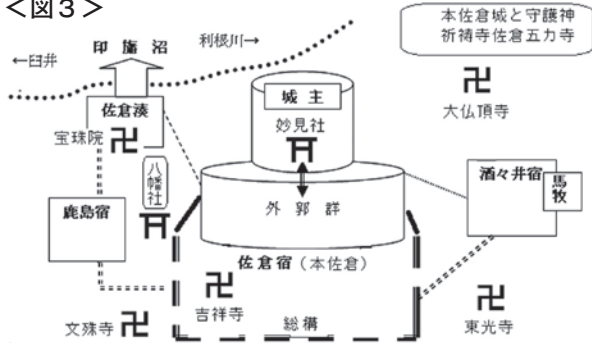 <図3>
本佐倉城と守護神
祈祷寺佐倉五力寺
利根川→
印旛沼
←臼井
佐倉湊
城主
大仏頂寺
妙見社
宝珠院
八幡社
酒々井宿
馬牧
鹿島宿
外郭群
佐倉宿(本佐倉)
吉祥寺
文殊寺
総構
東光寺